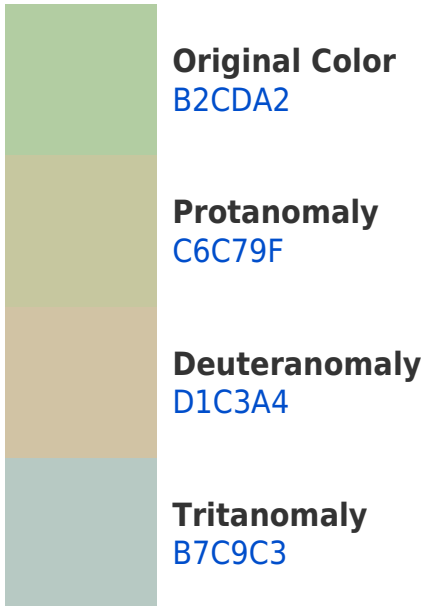 Original Color
B2CDA2
Protanomaly
C6C79F
Deuteranomaly
D1C3A4
Tritanomaly
B7C9C3